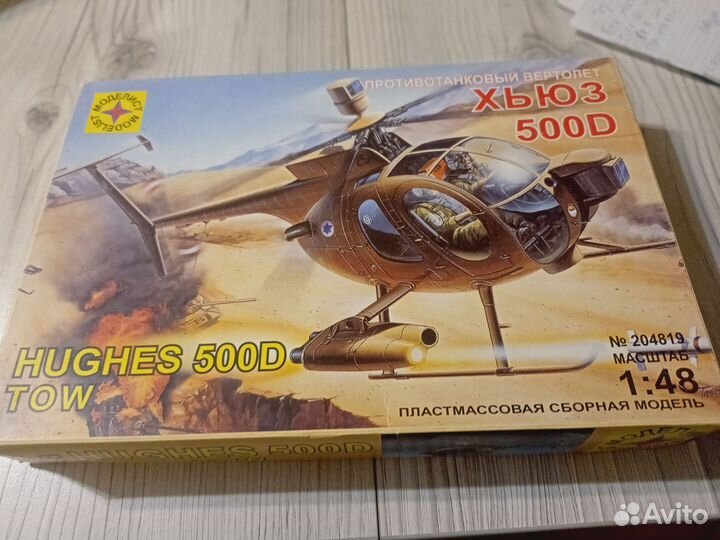 МОДЕЛИСТ
MODELIST
ПРОТИВОТАНКОВЫЙ ВЕРТОЛЕТ
ХЬЮЗ
500D
HUGHES 500D
TOW
№ 204819
МАСШТАБ
1:48
ПЛАСТМАССОВАЯ СБОРНАЯ МОДЕЛЬ
HUGHES 500D
МОДЕЛИСТ
Avito